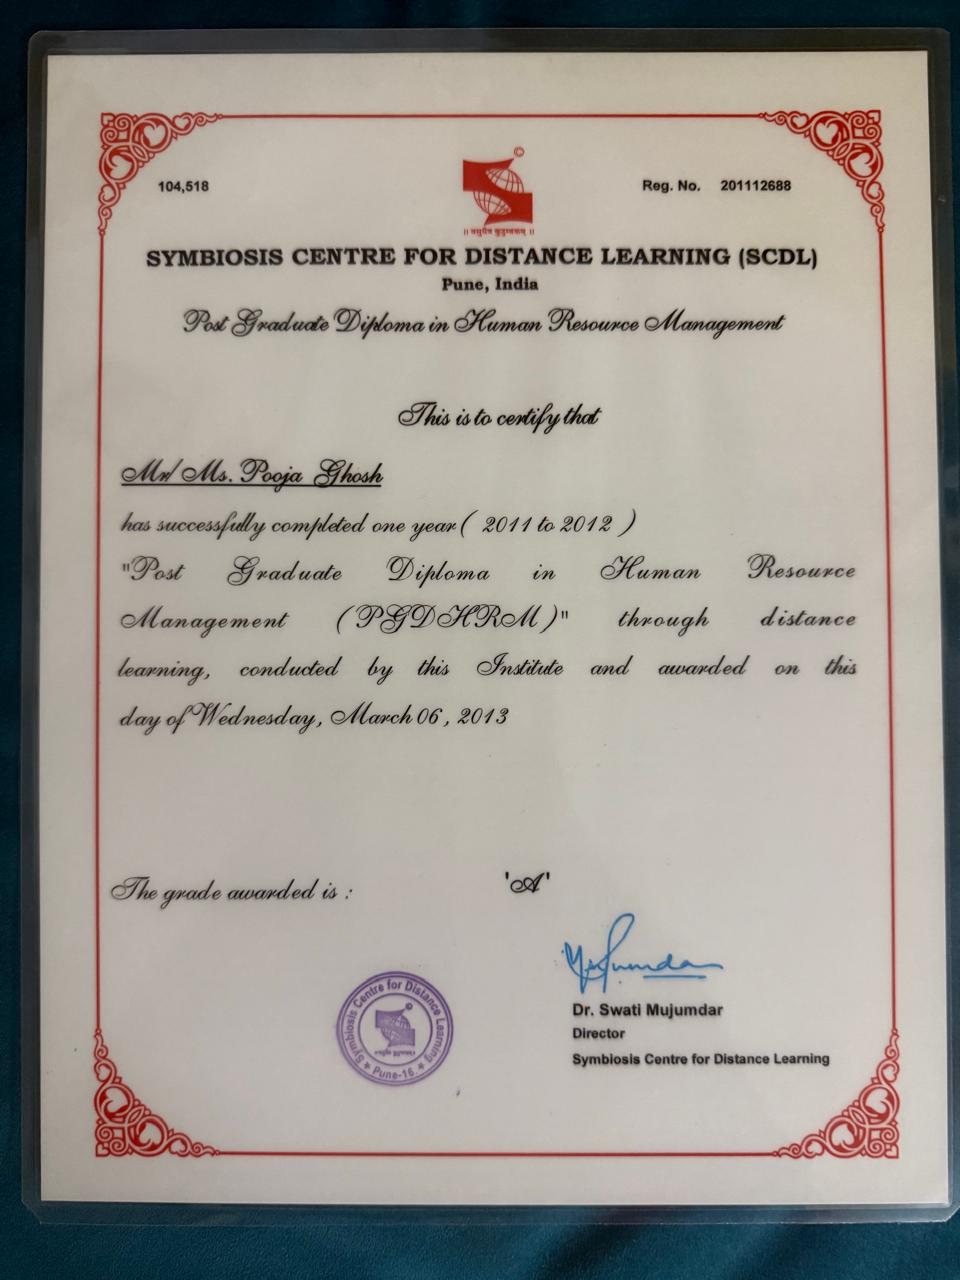 104,518
Reg. No. 201112688
©
॥ वसुधैव कुटुम्बकम् ॥
SYMBIOSIS CENTRE FOR DISTANCE LEARNING (SCDL)
Pune, India
Post Graduate Diploma in Human Resource Management
This is to certify that
Mr/ Ms. Pooja Ghosh
has successfully completed one year ( 2011 to 2012 )
"Post Graduate Diploma in Human Resource
Management (PGDHRM)" through distance
learning, conducted by this Institute and awarded on this
day of Wednesday, March 06, 2013
The grade awarded is : 'A'
Dr. Swati Mujumdar
Director
Symbiosis Centre for Distance Learning
Symbiosis Centre for Distance Learning
Pune-16.